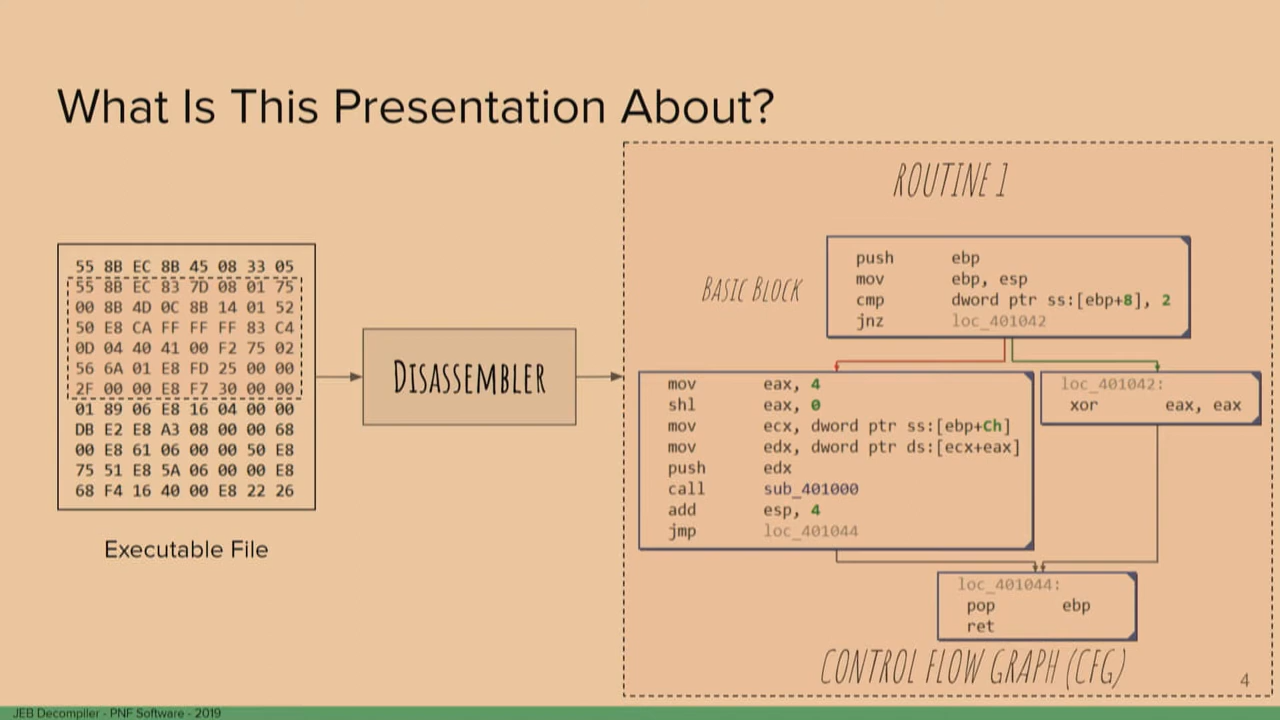 What Is This Presentation About?
55 8B EC 8B 45 08 33 05
55 8B EC 83 7D 08 01 75
00 8B 4D 0C 8B 14 01 52
50 E8 CA FF FF FF 83 C4
0D 04 40 41 00 F2 75 02
56 6A 01 E8 FD 25 00 00
2F 00 00 E8 F7 30 00 00
01 89 06 E8 16 04 00 00
DB E2 E8 A3 08 00 00 68
00 E8 61 06 00 00 50 E8
75 51 E8 5A 06 00 00 E8
68 F4 16 40 00 E8 22 26
Executable File
DISASSEMBLER
ROUTINE 1
BASIC BLOCK
push ebp
mov ebp, esp
cmp dword ptr ss:[ebp+8], 2
jnz loc_401042
mov eax, 4
shl eax, 0
mov ecx, dword ptr ss:[ebp+Ch]
mov edx, dword ptr ds:[ecx+eax]
push edx
call sub_401000
add esp, 4
jmp loc_401044
loc_401042:
xor eax, eax
loc_401044:
pop ebp
ret
CONTROL FLOW GRAPH (CFG)
4
JEB Decompiler - PNF Software - 2019